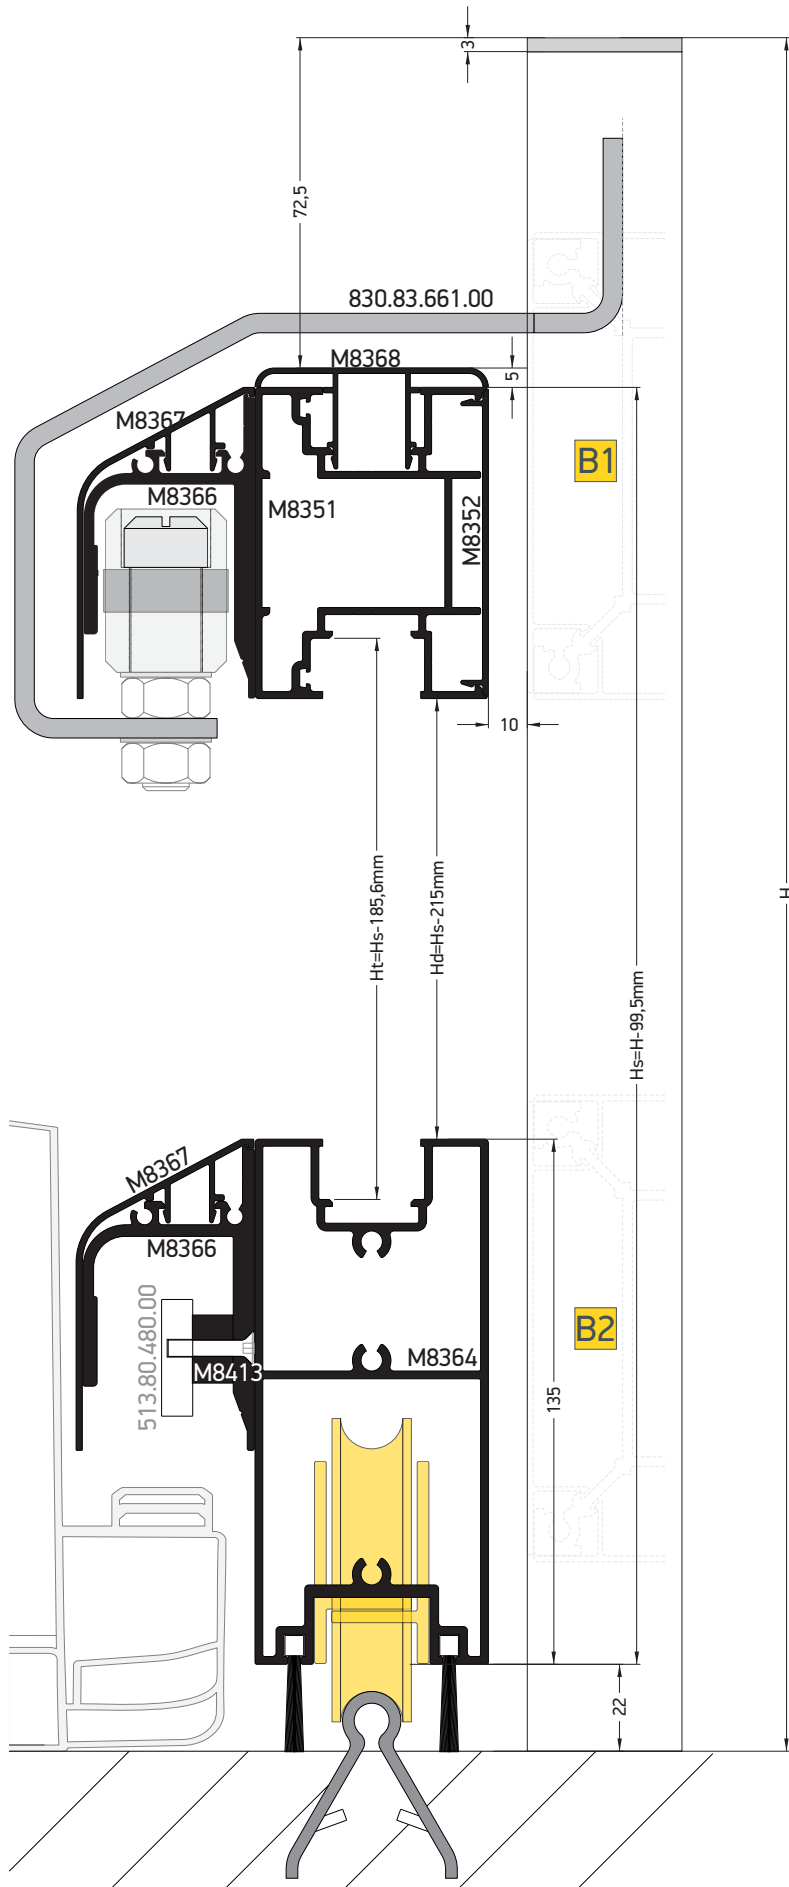 3
72,5
830.83.661.00
M8368
5
M8367
B1
M8366
M8351
M8352
10
H
Ht=Hs-185,6mm
Hd=Hs-215mm
Hs=H-99,5mm
M8367
M8366
513.80.480.00
M8413
M8364
B2
135
22